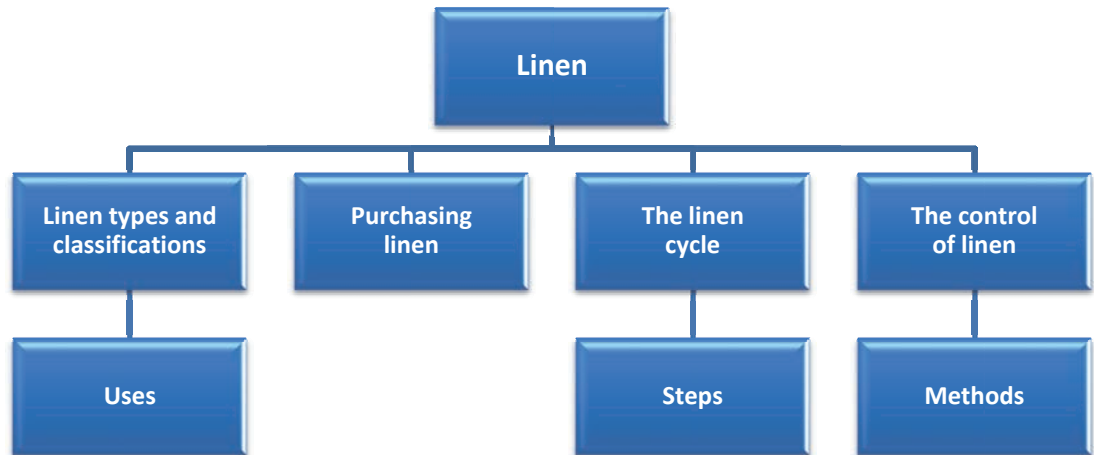 Linen
Linen types and
classifications
Purchasing
linen
The linen
cycle
The control
of linen
Uses
Steps
Methods